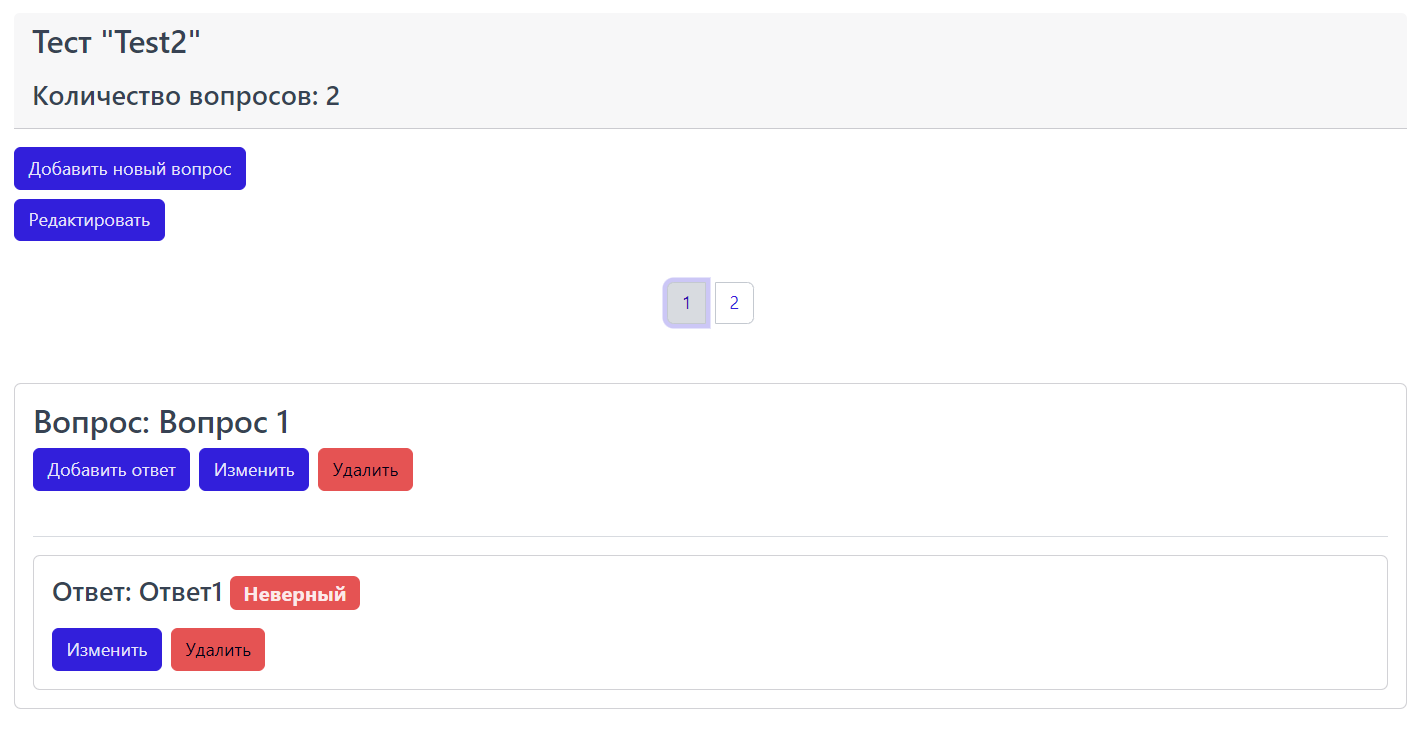 Тест "Test2"
Количество вопросов: 2
Добавить новый вопрос
Редактировать
1 2
Вопрос: Вопрос 1
Добавить ответ Изменить Удалить
Ответ: Ответ1 Неверный
Изменить Удалить